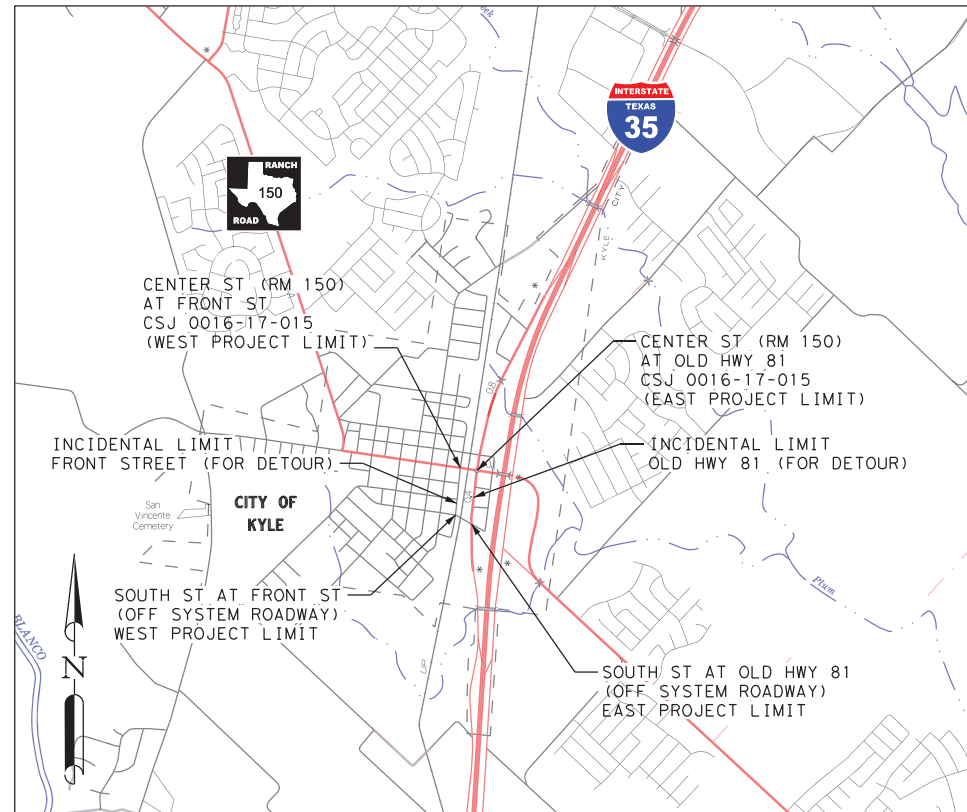 Creek
INTERSTATE
TEXAS
35
RANCH
150
ROAD
KYLE CITY
CENTER ST (RM 150)
AT FRONT ST
CSJ 0016-17-015
(WEST PROJECT LIMIT)
CENTER ST (RM 150)
AT OLD HWY 81
CSJ 0016-17-015
(EAST PROJECT LIMIT)
INCIDENTAL LIMIT
FRONT STREET (FOR DETOUR)
INCIDENTAL LIMIT
OLD HWY 81 (FOR DETOUR)
San
Vincente
Cemetery
CITY OF
KYLE
Plum
SOUTH ST AT FRONT ST
(OFF SYSTEM ROADWAY)
WEST PROJECT LIMIT
BLANCO
N
UP
SOUTH ST AT OLD HWY 81
(OFF SYSTEM ROADWAY)
EAST PROJECT LIMIT